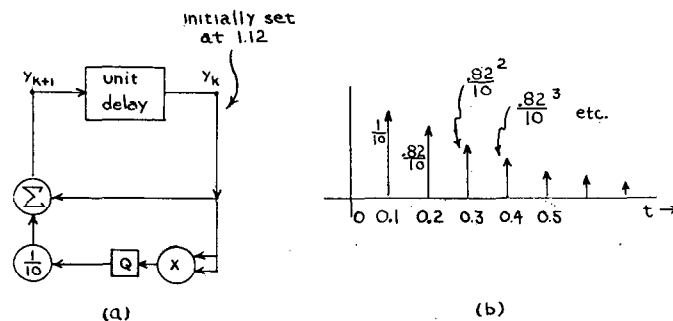 initially set
at 1.12
y_{k+1}
unit
delay
y_k
Σ
1/10
Q
X
(a)
1/10
.82/10
.82²/10
.82³/10 etc.
0 0.1 0.2 0.3 0.4 0.5 t →
(b)